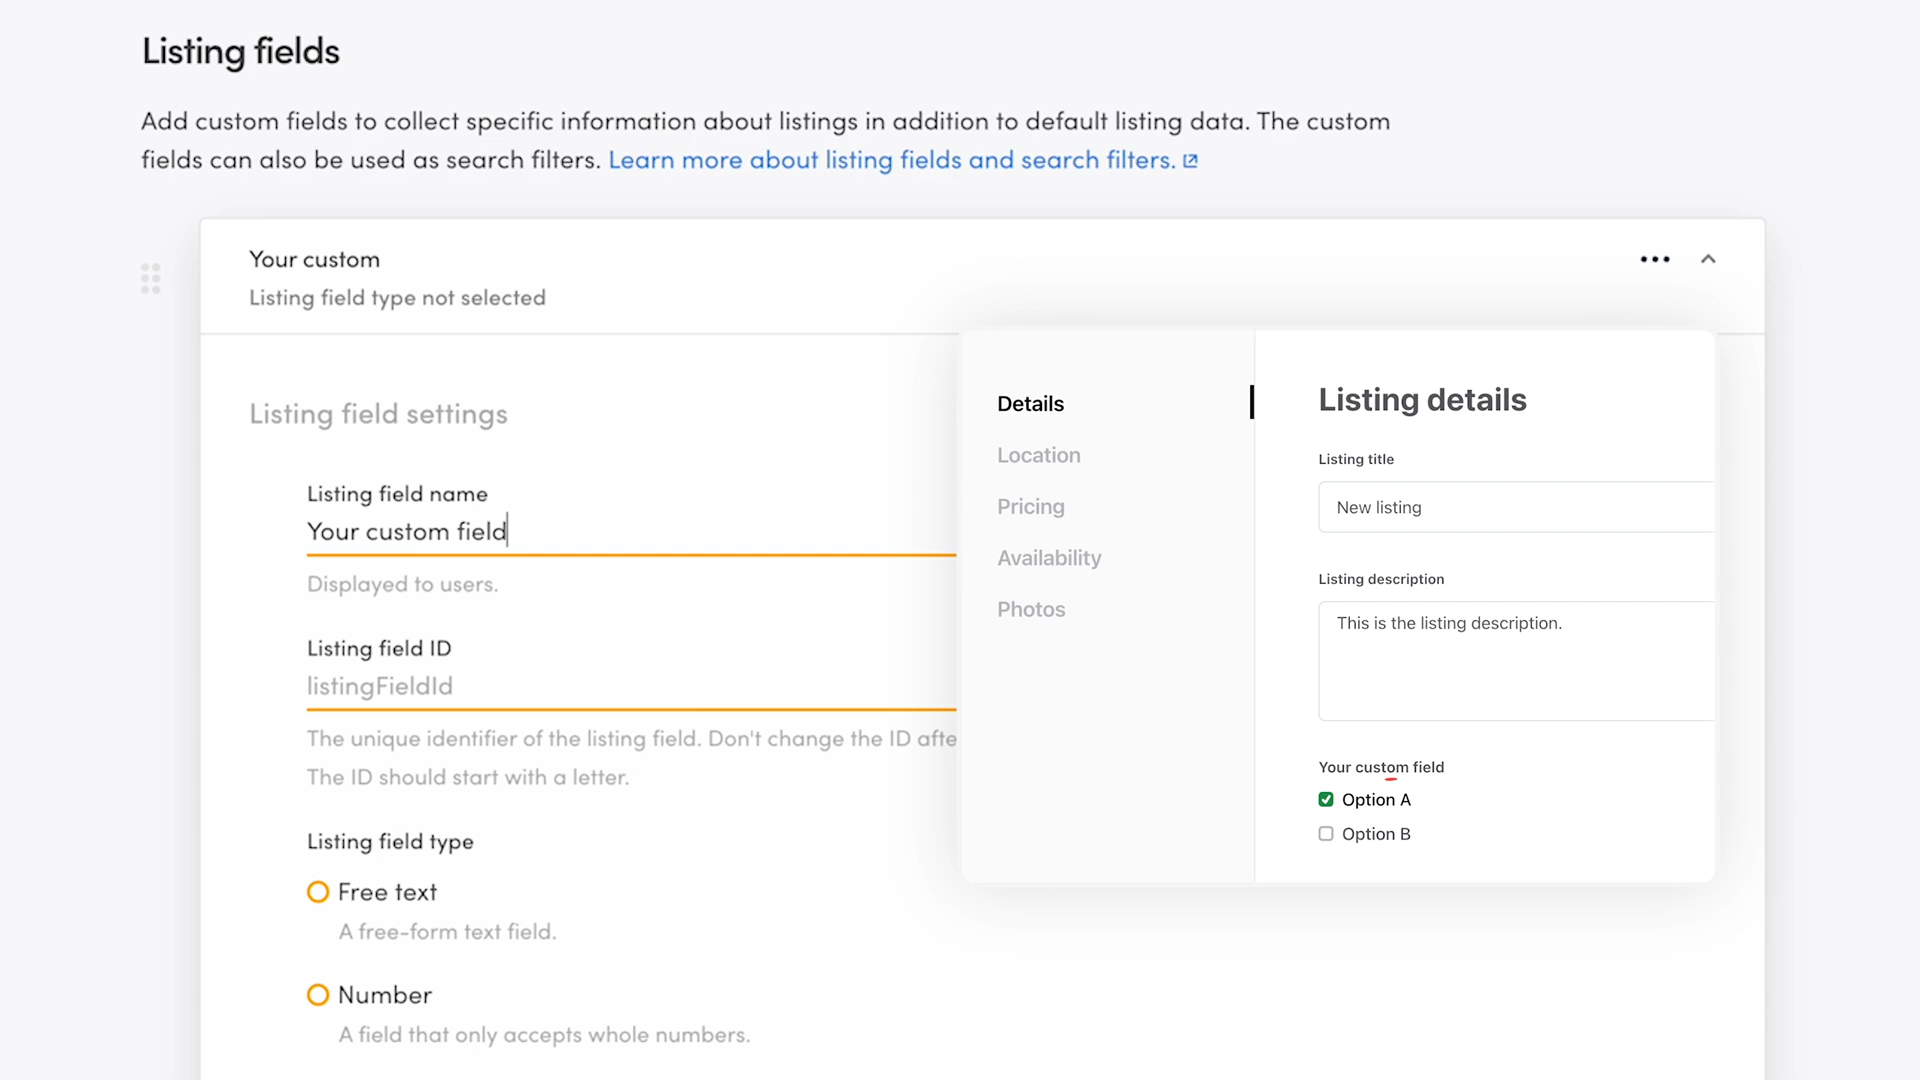 Listing fields
Add custom fields to collect specific information about listings in addition to default listing data. The custom
fields can also be used as search filters. Learn more about listing fields and search filters.
Your custom
Listing field type not selected
Listing field settings
Listing field name
Your custom field
Displayed to users.
Listing field ID
listingFieldId
The unique identifier of the listing field. Don't change the ID afte
The ID should start with a letter.
Listing field type
Free text
A free-form text field.
Number
A field that only accepts whole numbers.
Details
Location
Pricing
Availability
Photos
Listing details
Listing title
New listing
Listing description
This is the listing description.
Your custom field
Option A
Option B